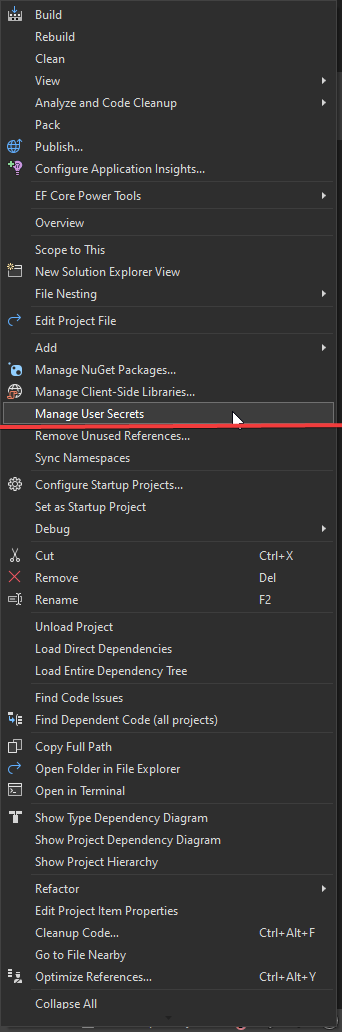 Build
Rebuild
Clean
View
Analyze and Code Cleanup
Pack
Publish...
Configure Application Insights...
EF Core Power Tools
Overview
Scope to This
New Solution Explorer View
File Nesting
Edit Project File
Add
Manage NuGet Packages...
Manage Client-Side Libraries...
Manage User Secrets
Remove Unused References...
Sync Namespaces
Configure Startup Projects...
Set as Startup Project
Debug
Cut Ctrl+X
Remove Del
Rename F2
Unload Project
Load Direct Dependencies
Load Entire Dependency Tree
Find Code Issues
Find Dependent Code (all projects)
Copy Full Path
Open Folder in File Explorer
Open in Terminal
Show Type Dependency Diagram
Show Project Dependency Diagram
Show Project Hierarchy
Refactor
Edit Project Item Properties
Cleanup Code... Ctrl+Alt+F
Go to File Nearby
Optimize References... Ctrl+Alt+Y
Collapse All